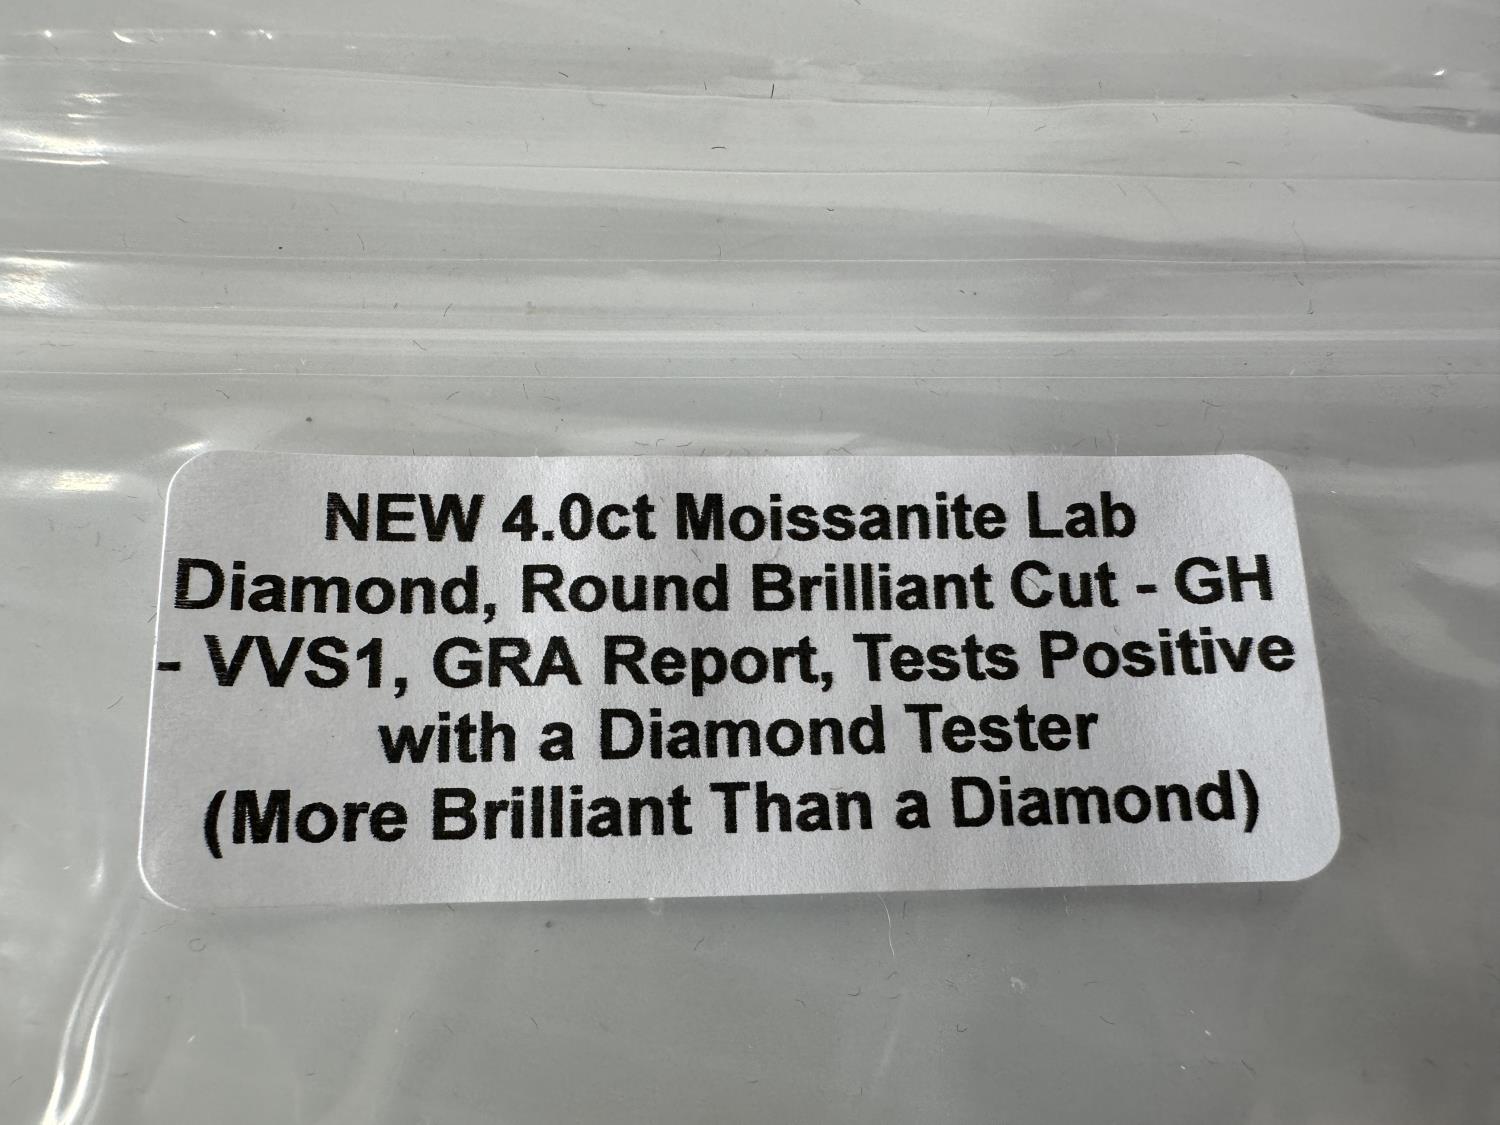 NEW 4.0ct Moissanite Lab
Diamond, Round Brilliant Cut - GH
- VVS1, GRA Report, Tests Positive
with a Diamond Tester
(More Brilliant Than a Diamond)